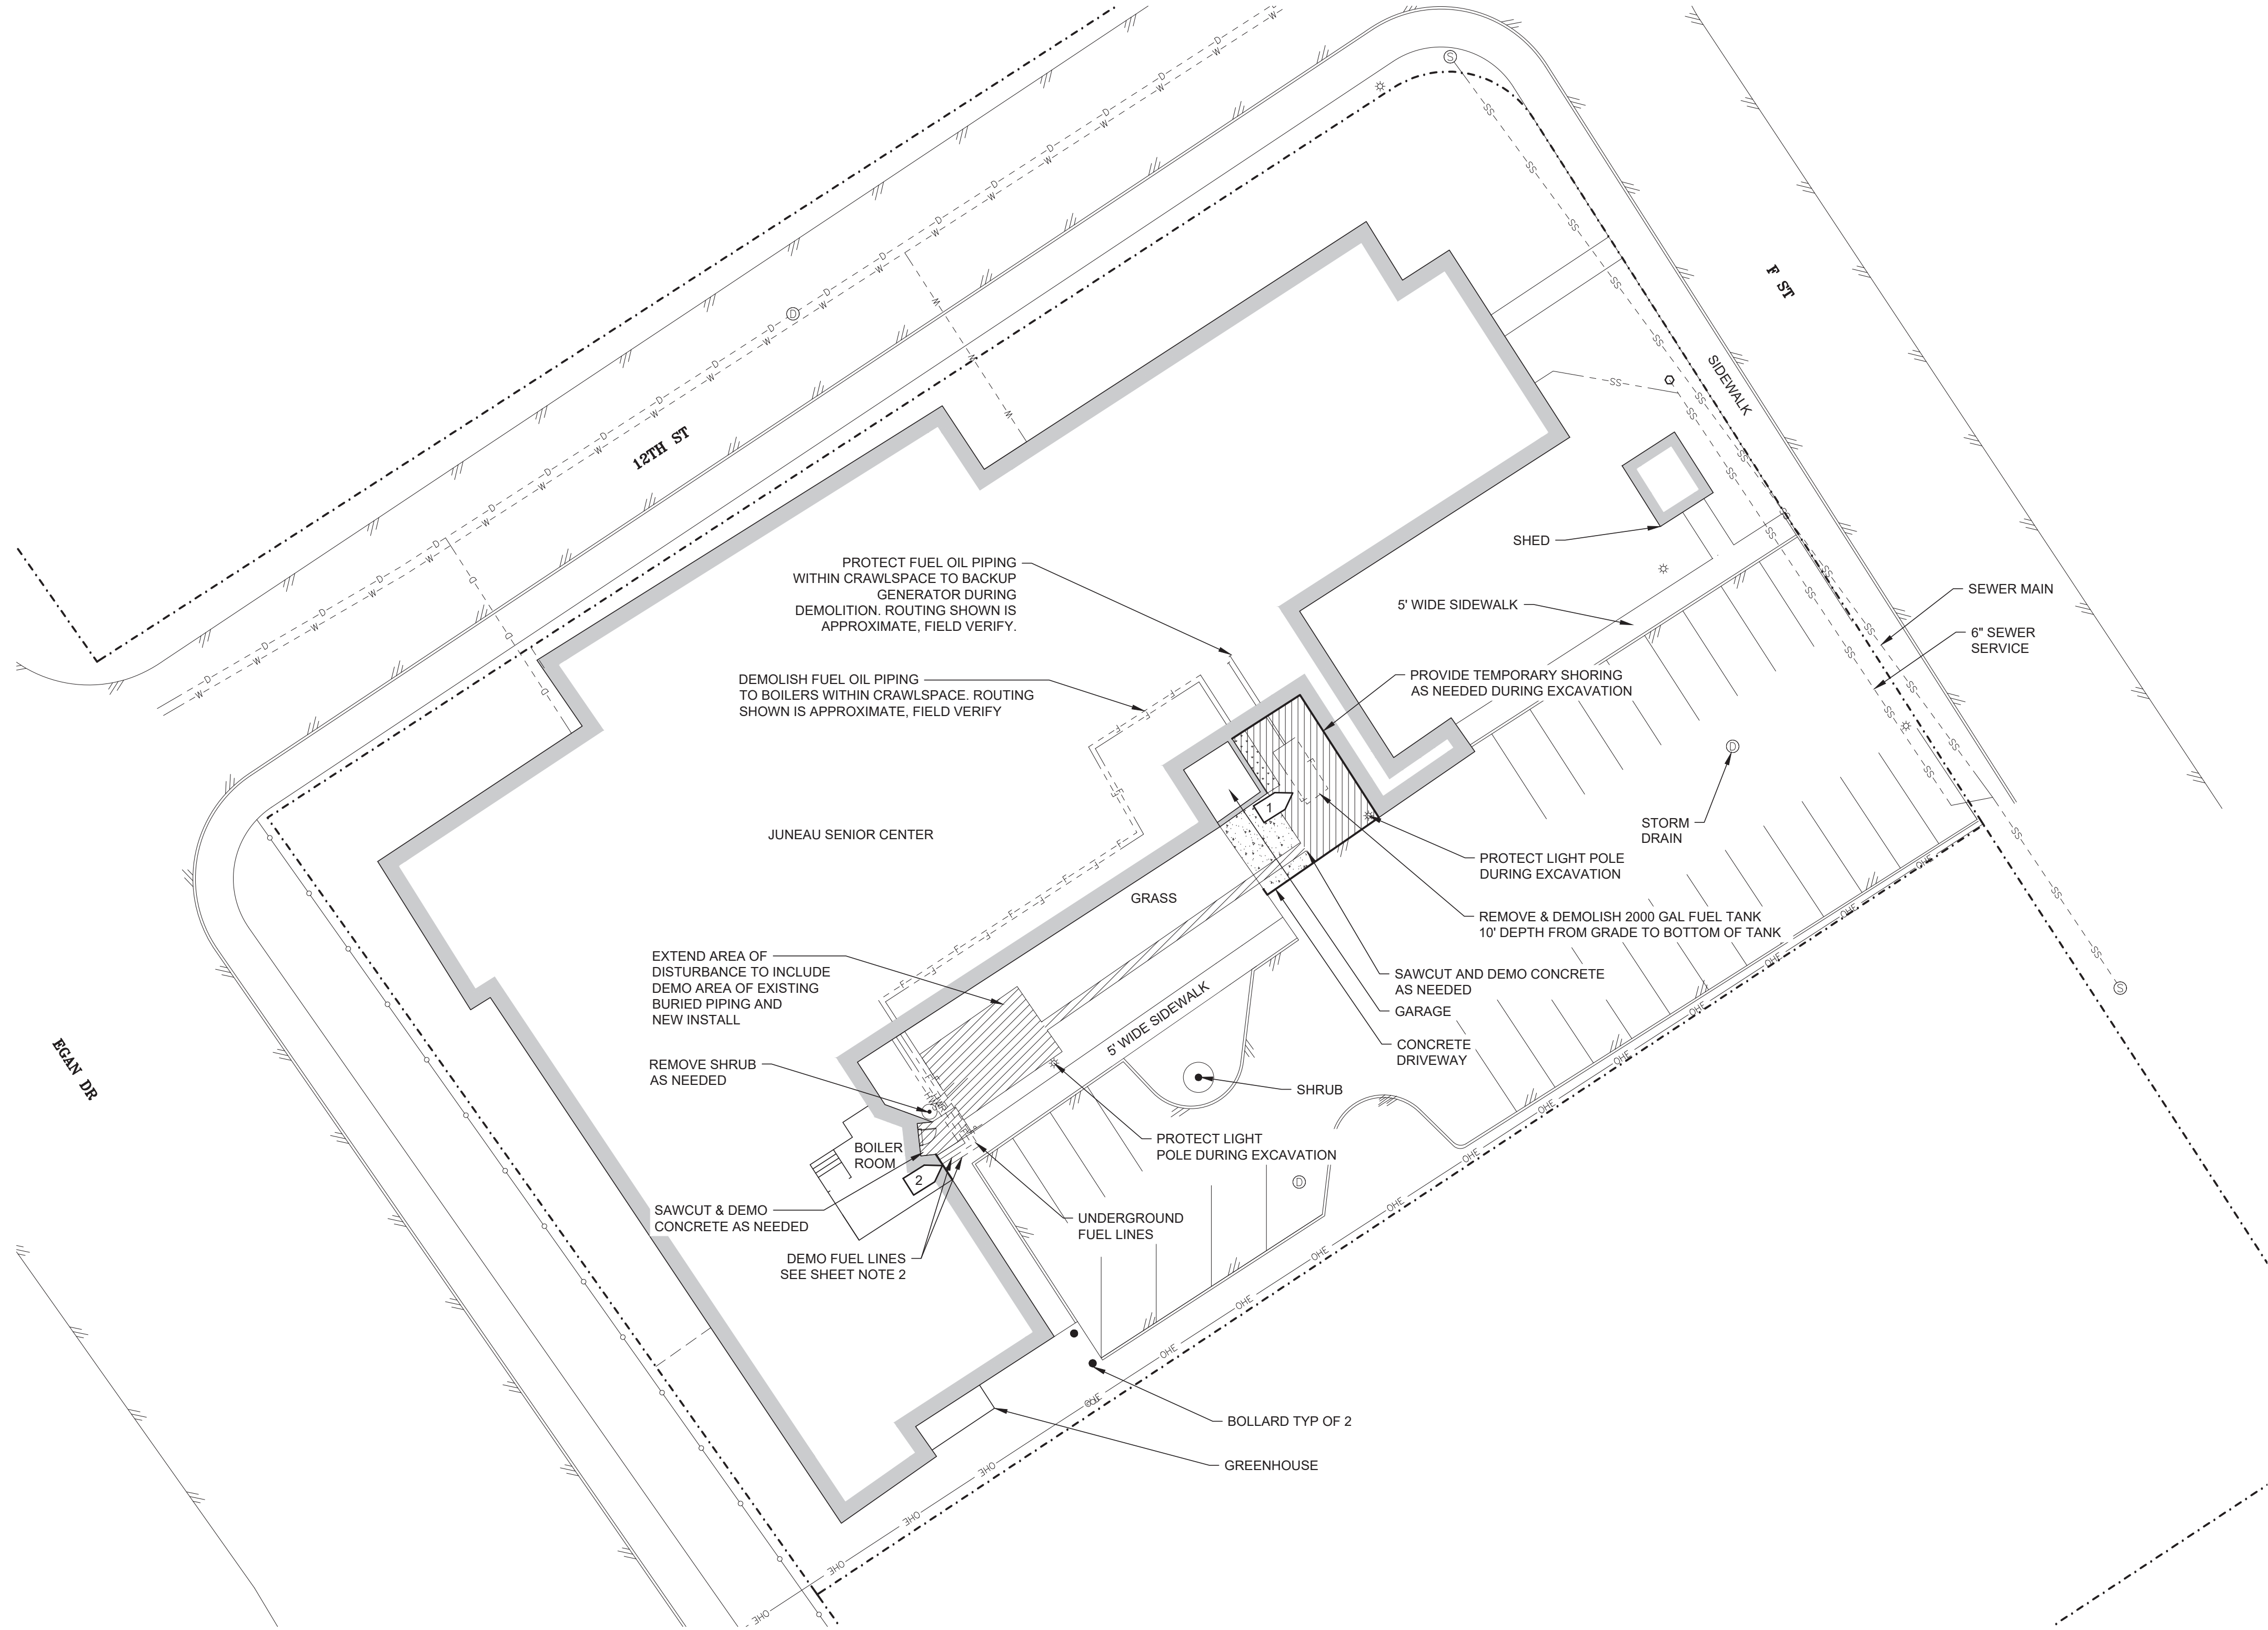 12TH ST
F ST
SIDEWALK
EGAN DR
PROTECT FUEL OIL PIPING
WITHIN CRAWLSPACE TO BACKUP
GENERATOR DURING
DEMOLITION. ROUTING SHOWN IS
APPROXIMATE, FIELD VERIFY.
DEMOLISH FUEL OIL PIPING
TO BOILERS WITHIN CRAWLSPACE. ROUTING
SHOWN IS APPROXIMATE, FIELD VERIFY
SHED
5' WIDE SIDEWALK
SEWER MAIN
6" SEWER
SERVICE
PROVIDE TEMPORARY SHORING
AS NEEDED DURING EXCAVATION
1
JUNEAU SENIOR CENTER
STORM
DRAIN
PROTECT LIGHT POLE
DURING EXCAVATION
GRASS
REMOVE & DEMOLISH 2000 GAL FUEL TANK
10' DEPTH FROM GRADE TO BOTTOM OF TANK
EXTEND AREA OF
DISTURBANCE TO INCLUDE
DEMO AREA OF EXISTING
BURIED PIPING AND
NEW INSTALL
SAWCUT AND DEMO CONCRETE
AS NEEDED
GARAGE
CONCRETE
DRIVEWAY
5' WIDE SIDEWALK
REMOVE SHRUB
AS NEEDED
SHRUB
BOILER
ROOM
2
PROTECT LIGHT
POLE DURING EXCAVATION
SAWCUT & DEMO
CONCRETE AS NEEDED
UNDERGROUND
FUEL LINES
DEMO FUEL LINES
SEE SHEET NOTE 2
BOLLARD TYP OF 2
GREENHOUSE
D
W
S
SS
F
OHE